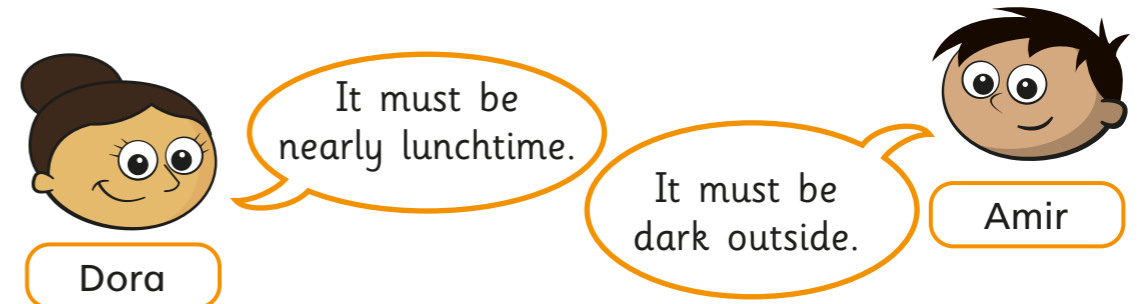 It must be
nearly lunchtime.
It must be
dark outside.
Dora
Amir